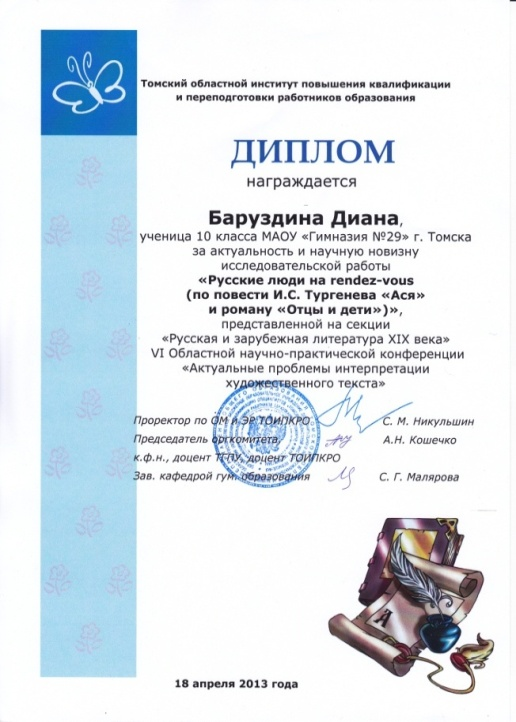 Томский областной институт повышения квалификации
и переподготовки работников образования
ДИПЛОМ
награждается
Баруздина Диана,
ученица 10 класса МАОУ «Гимназия №29» г. Томска
за актуальность и научную новизну
исследовательской работы
«Русские люди на rendez-vous
(по повести И.С. Тургенева «Ася»
и роману «Отцы и дети»)»,
представленной на секции
«Русская и зарубежная литература XIX века»
VI Областной научно-практической конференции
«Актуальные проблемы интерпретации
художественного текста»
Проректор по ОМ и ЭР ТОИПКРО С. М. Никульшин
Председатель оргкомитета, А.Н. Кошечко
к.ф.н., доцент ТГПУ, доцент ТОИПКРО
Зав. кафедрой гум. образования С. Г. Малярова
А
18 апреля 2013 года